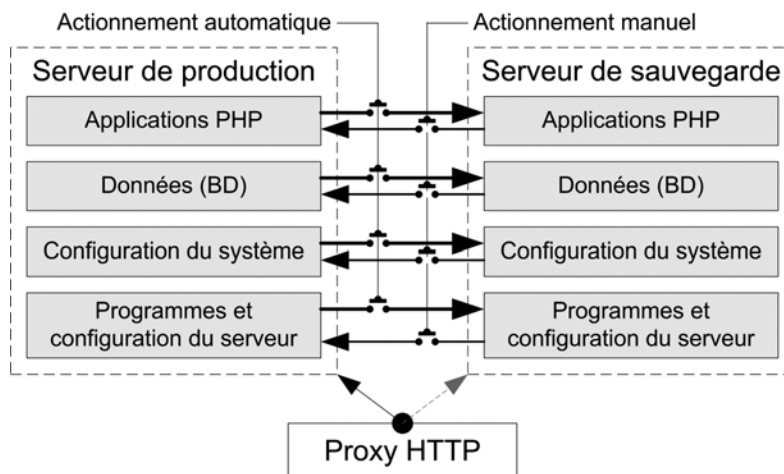 Actionnement automatique
Actionnement manuel
Serveur de production
Serveur de sauvegarde
Applications PHP
Applications PHP
Données (BD)
Données (BD)
Configuration du système
Configuration du système
Programmes et
configuration du serveur
Programmes et
configuration du serveur
Proxy HTTP